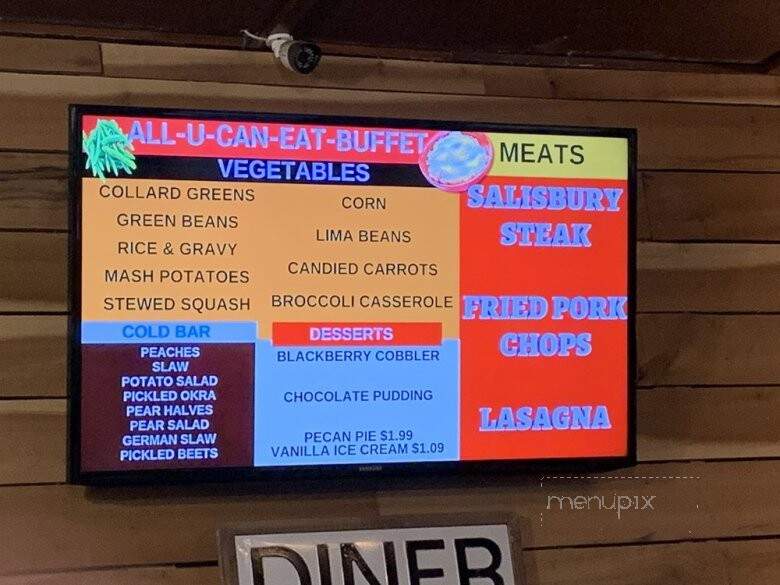 ALL-U-CAN-EAT-BUFFET
VEGETABLES
COLLARD GREENS
GREEN BEANS
RICE & GRAVY
MASH POTATOES
STEWED SQUASH
CORN
LIMA BEANS
CANDIED CARROTS
BROCCOLI CASSEROLE
COLD BAR
PEACHES
SLAW
POTATO SALAD
PICKLED OKRA
PEAR HALVES
PEAR SALAD
GERMAN SLAW
PICKLED BEETS
DESSERTS
BLACKBERRY COBBLER
CHOCOLATE PUDDING
PECAN PIE $1.99
VANILLA ICE CREAM $1.09
MEATS
SALISBURY
STEAK
FRIED PORK
CHOPS
LASAGNA
SAMSUNG
menupix
DINER